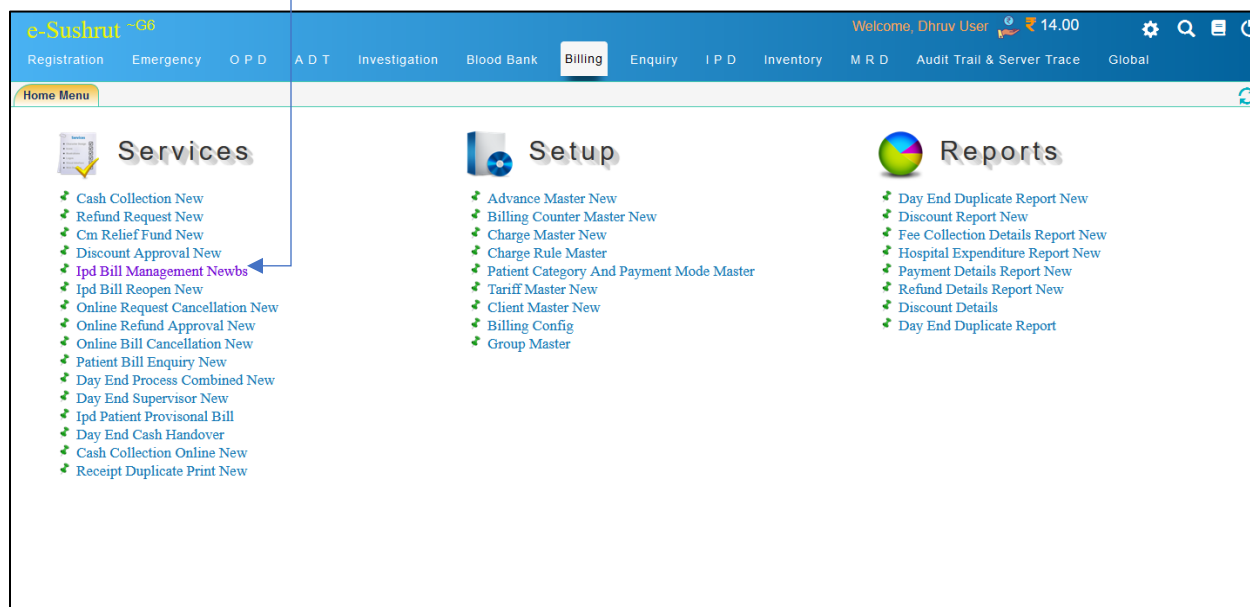 e-Sushrut ~G6
Welcome, Dhruv User ₹ 14.00
Registration Emergency O P D A D T Investigation Blood Bank Billing Enquiry I P D Inventory M R D Audit Trail & Server Trace Global
Home Menu
Services
Cash Collection New
Refund Request New
Cm Relief Fund New
Discount Approval New
Ipd Bill Management Newbs
Ipd Bill Reopen New
Online Request Cancellation New
Online Refund Approval New
Online Bill Cancellation New
Patient Bill Enquiry New
Day End Process Combined New
Day End Supervisor New
Ipd Patient Provisonal Bill
Day End Cash Handover
Cash Collection Online New
Receipt Duplicate Print New
Setup
Advance Master New
Billing Counter Master New
Charge Master New
Charge Rule Master
Patient Category And Payment Mode Master
Tariff Master New
Client Master New
Billing Config
Group Master
Reports
Day End Duplicate Report New
Discount Report New
Fee Collection Details Report New
Hospital Expenditure Report New
Payment Details Report New
Refund Details Report New
Discount Details
Day End Duplicate Report